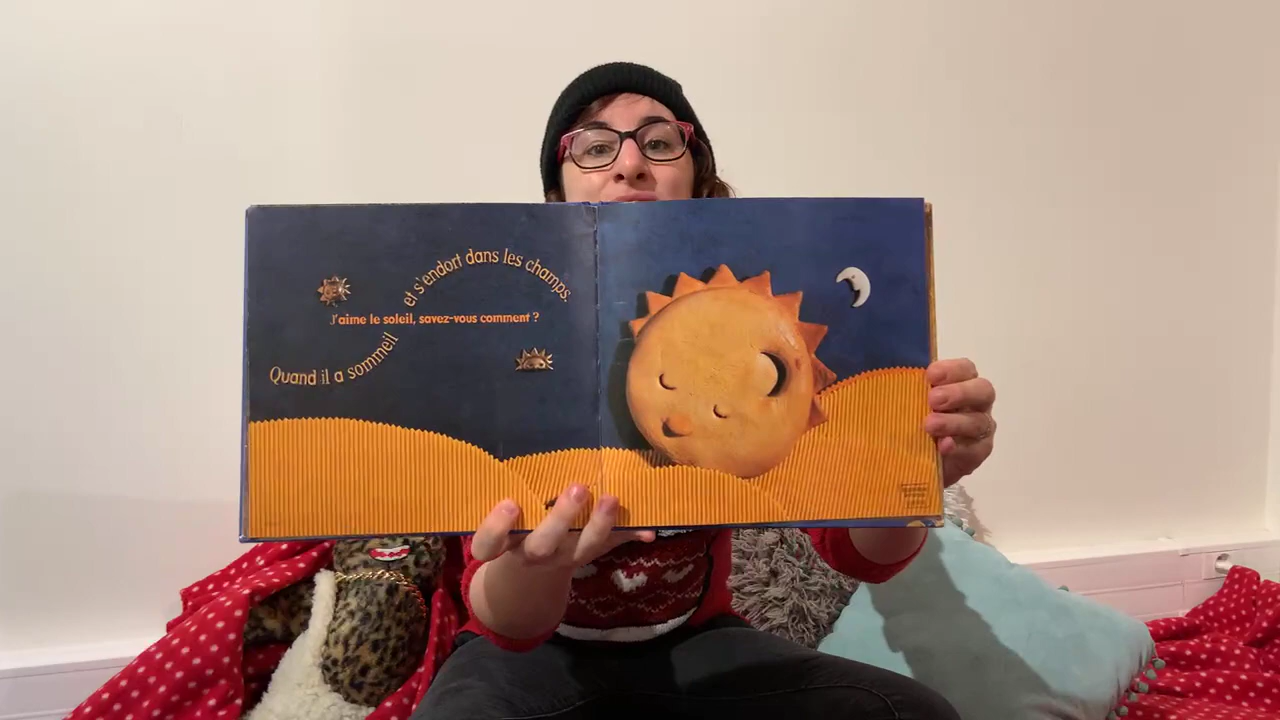 J'aime le soleil, savez-vous comment ?
Quand il a sommeil et s'endort dans les champs.